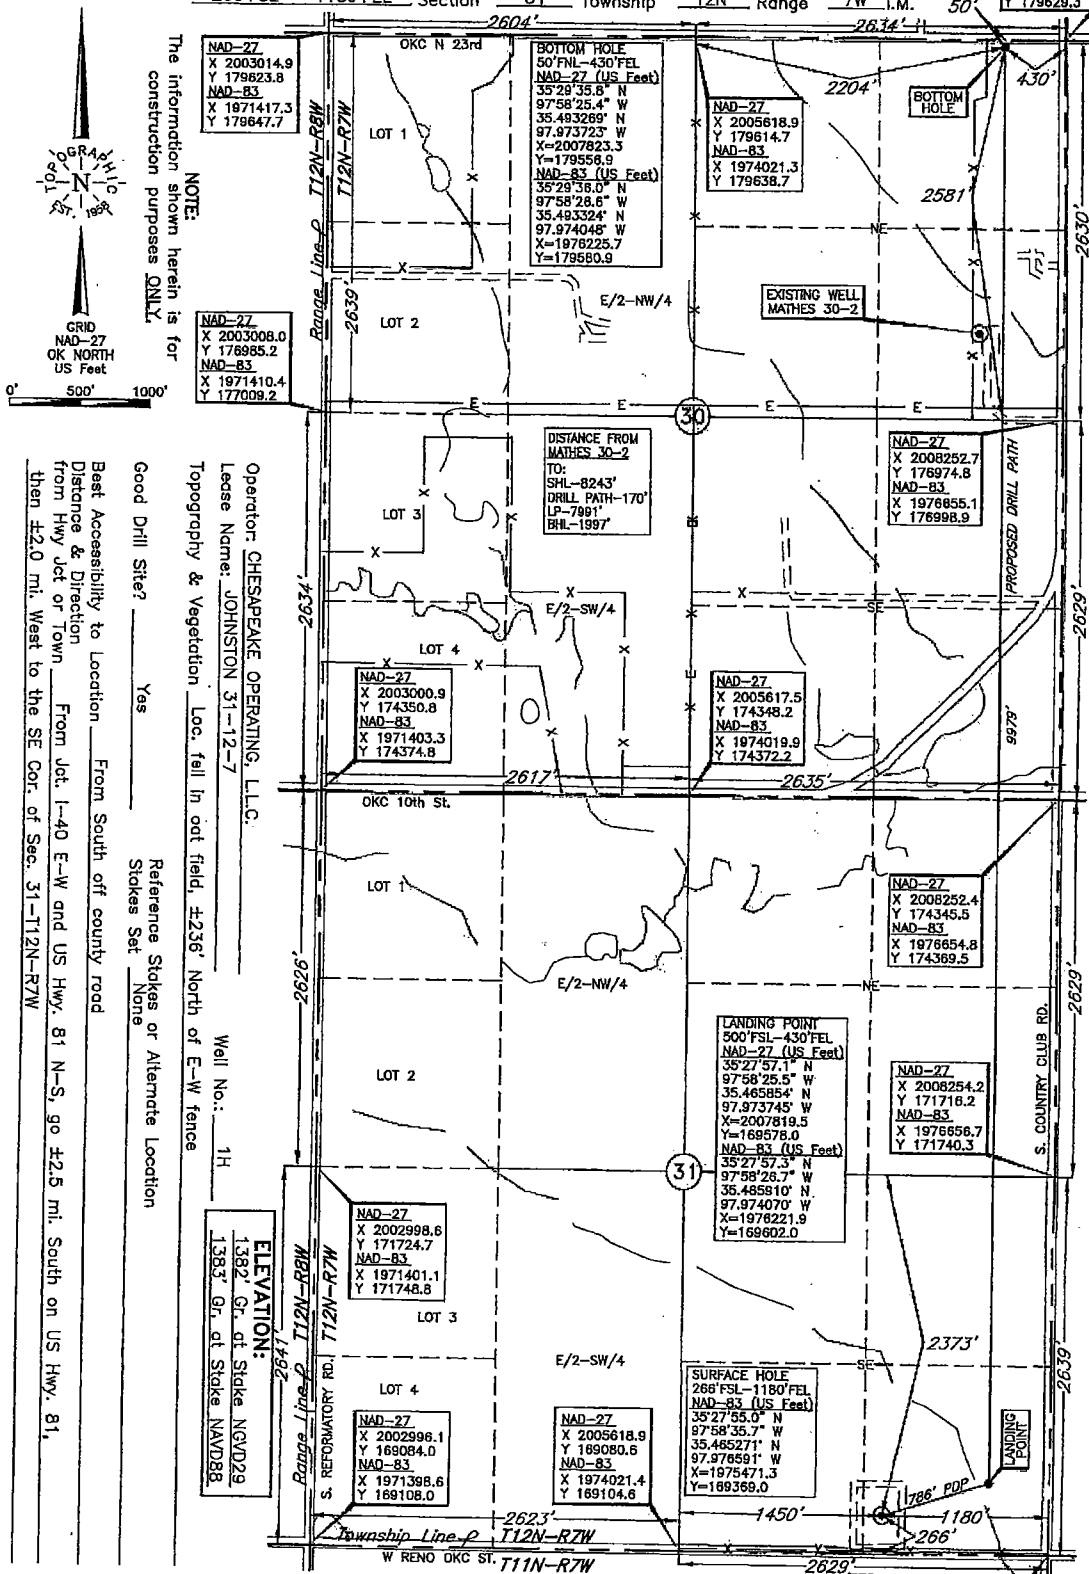 Section
Township 12N Range 7W I.M.
50'
Y 179629.3
2604'
2634'
OKC N 23rd
NAD-27
X 2003014.9
Y 179623.8
NAD-83
X 1971417.3
Y 179647.7
BOTTOM HOLE
50'FNL-430'FEL
NAD-27 (US Feet)
35°29'35.8" N
97°58'25.4" W
35.493269° N
97.973723° W
X=2007823.3
Y=179556.9
NAD-83 (US Feet)
35°29'36.0" N
97°58'26.6" W
35.493324° N
97.974048° W
X=1976225.7
Y=179580.9
NAD-27
X 2005618.9
Y 179614.7
NAD-83
X 1974021.3
Y 179638.7
2204'
430'
BOTTOM
HOLE
2581'
2630'
NE
LOT 1
T12N-R8W
T12N-R7W
Range Line
2639'
TOPOGRAPHIC
N
EST. 1958
GRID
NAD-27
OK NORTH
US Feet
0' 500' 1000'
NOTE:
The information shown herein is for
construction purposes ONLY.
NAD-27
X 2003008.0
Y 176985.2
NAD-83
X 1971410.4
Y 177009.2
LOT 2
E/2-NW/4
EXISTING WELL
MATHES 30-2
E E E E
30
DISTANCE FROM
MATHES 30-2
TO:
SHL-8243'
DRILL PATH-170'
LP-7991'
BHL-1997'
NAD-27
X 2008252.7
Y 176974.8
NAD-83
X 1976655.1
Y 176998.9
PROPOSED DRILL PATH
LOT 3
2634'
2629'
E/2-SW/4
SE
LOT 4
NAD-27
X 2003000.9
Y 174350.8
NAD-83
X 1971403.3
Y 174374.8
NAD-27
X 2005617.5
Y 174348.2
NAD-83
X 1974019.9
Y 174372.2
9979'
2617'
2635'
OKC 10th St.
LOT 1
NAD-27
X 2008252.4
Y 174345.5
NAD-83
X 1976654.8
Y 174369.5
2626'
E/2-NW/4
NE
2629'
S. COUNTRY CLUB RD.
LOT 2
LANDING POINT
500'FSL-430'FEL
NAD-27 (US Feet)
35°27'57.1" N
97°58'25.5" W
35.465854° N
97.973745° W
X=2007819.5
Y=169578.0
NAD-83 (US Feet)
35°27'57.3" N
97°58'26.7" W
35.465910° N
97.974070° W
X=1976221.9
Y=169602.0
NAD-27
X 2008254.2
Y 171716.2
NAD-83
X 1976656.7
Y 171740.3
31
NAD-27
X 2002998.6
Y 171724.7
NAD-83
X 1971401.1
Y 171748.8
T12N-R8W
T12N-R7W
Range Line
LOT 3
2641'
2373'
2639'
E/2-SW/4
SE
S. REFORMATORY RD.
LOT 4
NAD-27
X 2002996.1
Y 169084.0
NAD-83
X 1971398.6
Y 169108.0
NAD-27
X 2005618.9
Y 169080.6
NAD-83
X 1974021.4
Y 169104.6
SURFACE HOLE
266'FSL-1180'FEL
NAD-83 (US Feet)
35°27'55.0" N
97°58'35.7" W
35.465271° N
97.976591° W
X=1975471.3
Y=169369.0
LANDING
POINT
786' PDP
2623'
1450'
1180'
266'
Township Line
T12N-R7W
W RENO OKC ST.
T11N-R7W
2629'
Operator: CHESAPEAKE OPERATING, L.L.C.
Lease Name: JOHNSTON 31-12-7 Well No.: 1H
Topography & Vegetation Loc. fell in oat field, ±236' North of E-W fence
Good Drill Site? Yes
Reference Stakes or Alternate Location
Stakes Set None
Best Accessibility to Location From South off county road
Distance & Direction
from Hwy Jct or Town From Jct. I-40 E-W and US Hwy. 81 N-S, go ±2.5 mi. South on US Hwy. 81,
then ±2.0 mi. West to the SE Cor. of Sec. 31-T12N-R7W
ELEVATION:
1382' Gr. at Stake NGVD29
1383' Gr. at Stake NAVD88